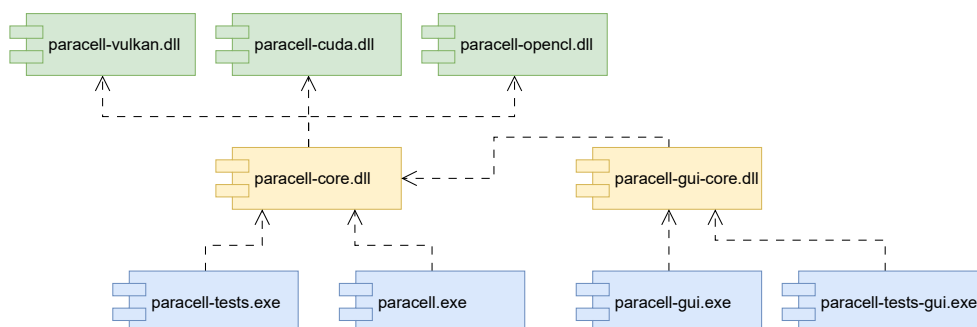 paracell-vulkan.dll
paracell-cuda.dll
paracell-opencl.dll
paracell-core.dll
paracell-gui-core.dll
paracell-tests.exe
paracell.exe
paracell-gui.exe
paracell-tests-gui.exe